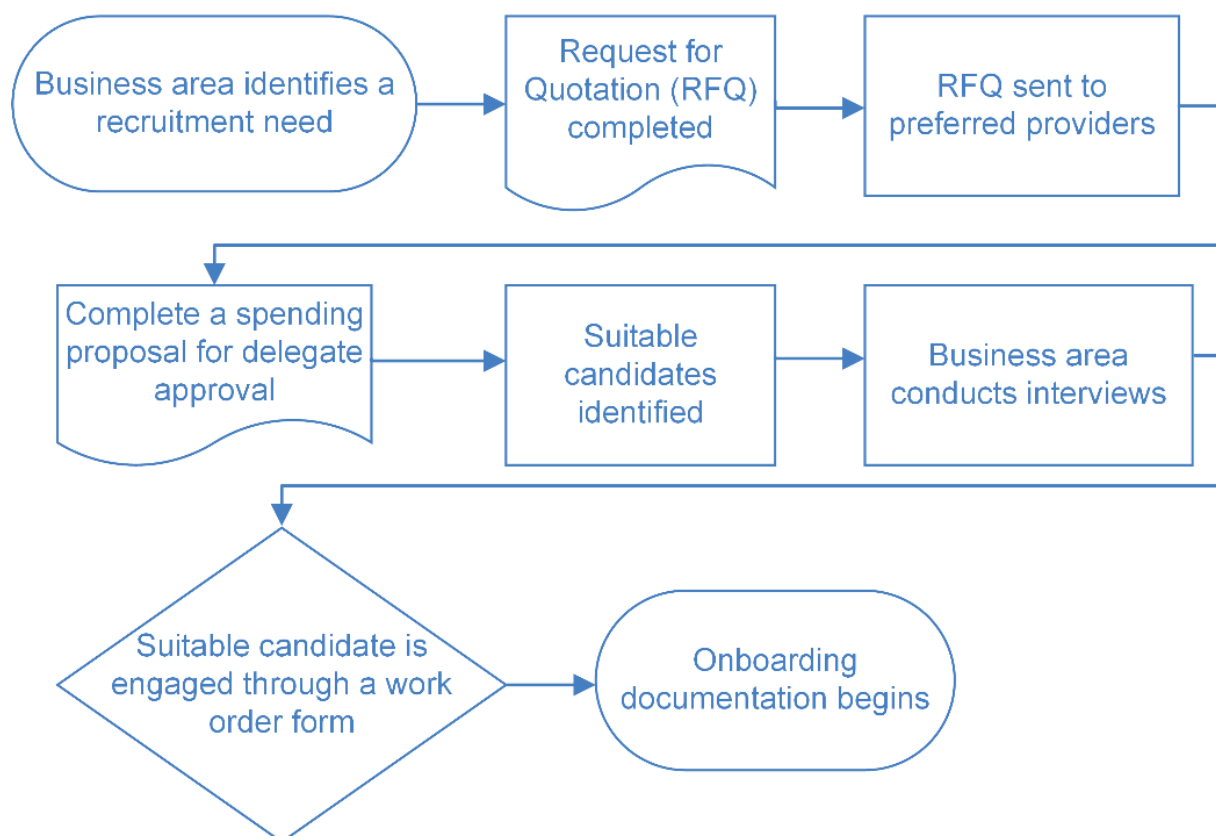 Business area identifies a
recruitment need
Request for
Quotation (RFQ)
completed
RFQ sent to
preferred providers
Complete a spending
proposal for delegate
approval
Suitable
candidates
identified
Business area
conducts interviews
Suitable candidate is
engaged through a work
order form
Onboarding
documentation begins